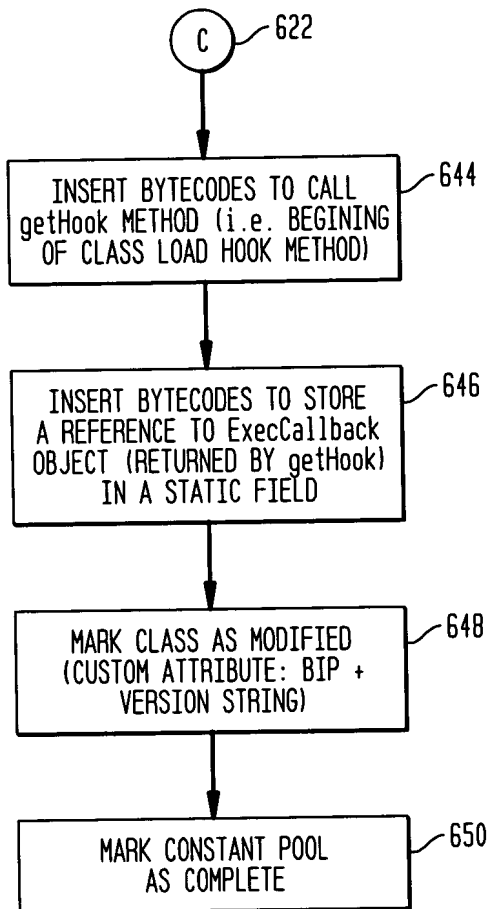 C
622
INSERT BYTECODES TO CALL
getHook METHOD (i.e. BEGINING
OF CLASS LOAD HOOK METHOD)
644
INSERT BYTECODES TO STORE
A REFERENCE TO ExecCallback
OBJECT (RETURNED BY getHook)
IN A STATIC FIELD
646
MARK CLASS AS MODIFIED
(CUSTOM ATTRIBUTE: BIP +
VERSION STRING)
648
MARK CONSTANT POOL
AS COMPLETE
650